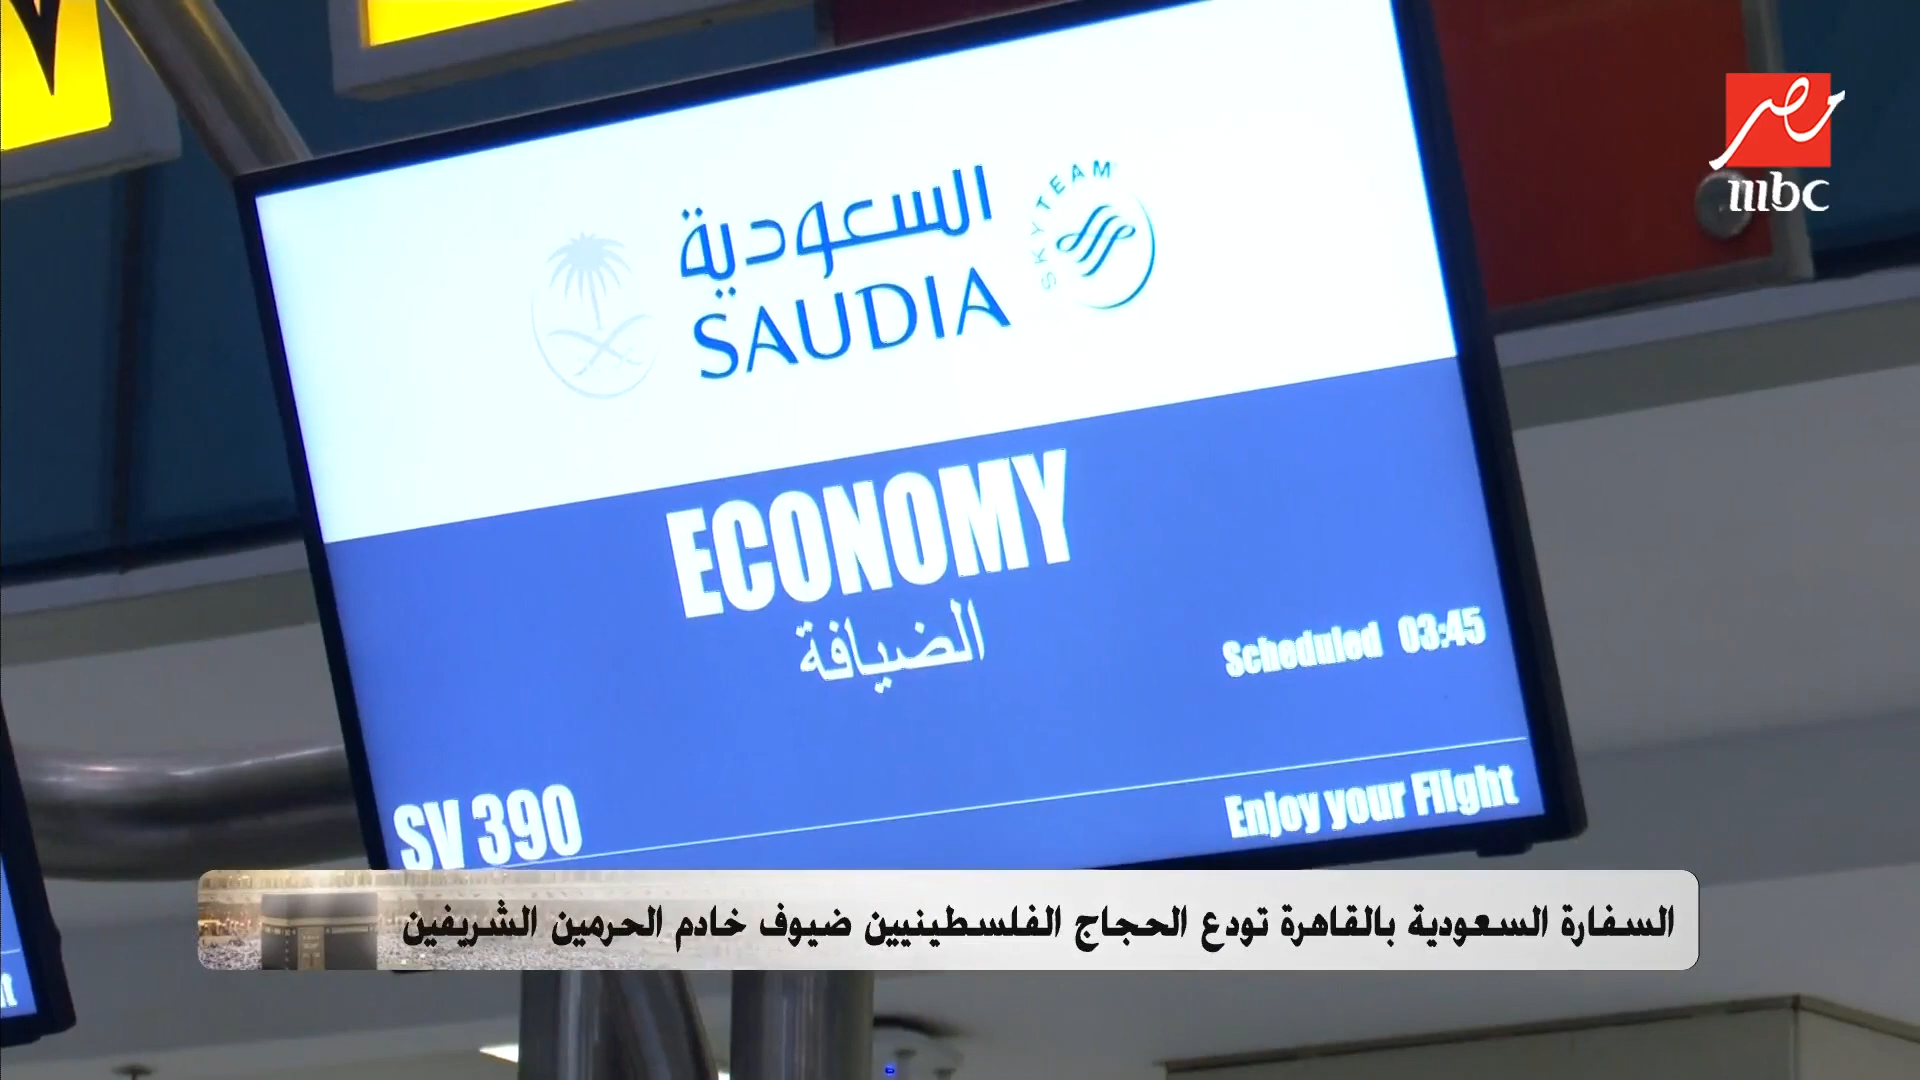 مصر
mbc
السعودية
SAUDIA
SKYTEAM
ECONOMY
الضيافة
Scheduled 03:45
SV 390
Enjoy your Flight
السفارة السعودية بالقاهرة تودع الحجاج الفلسطينيين ضيوف خادم الحرمين الشريفين